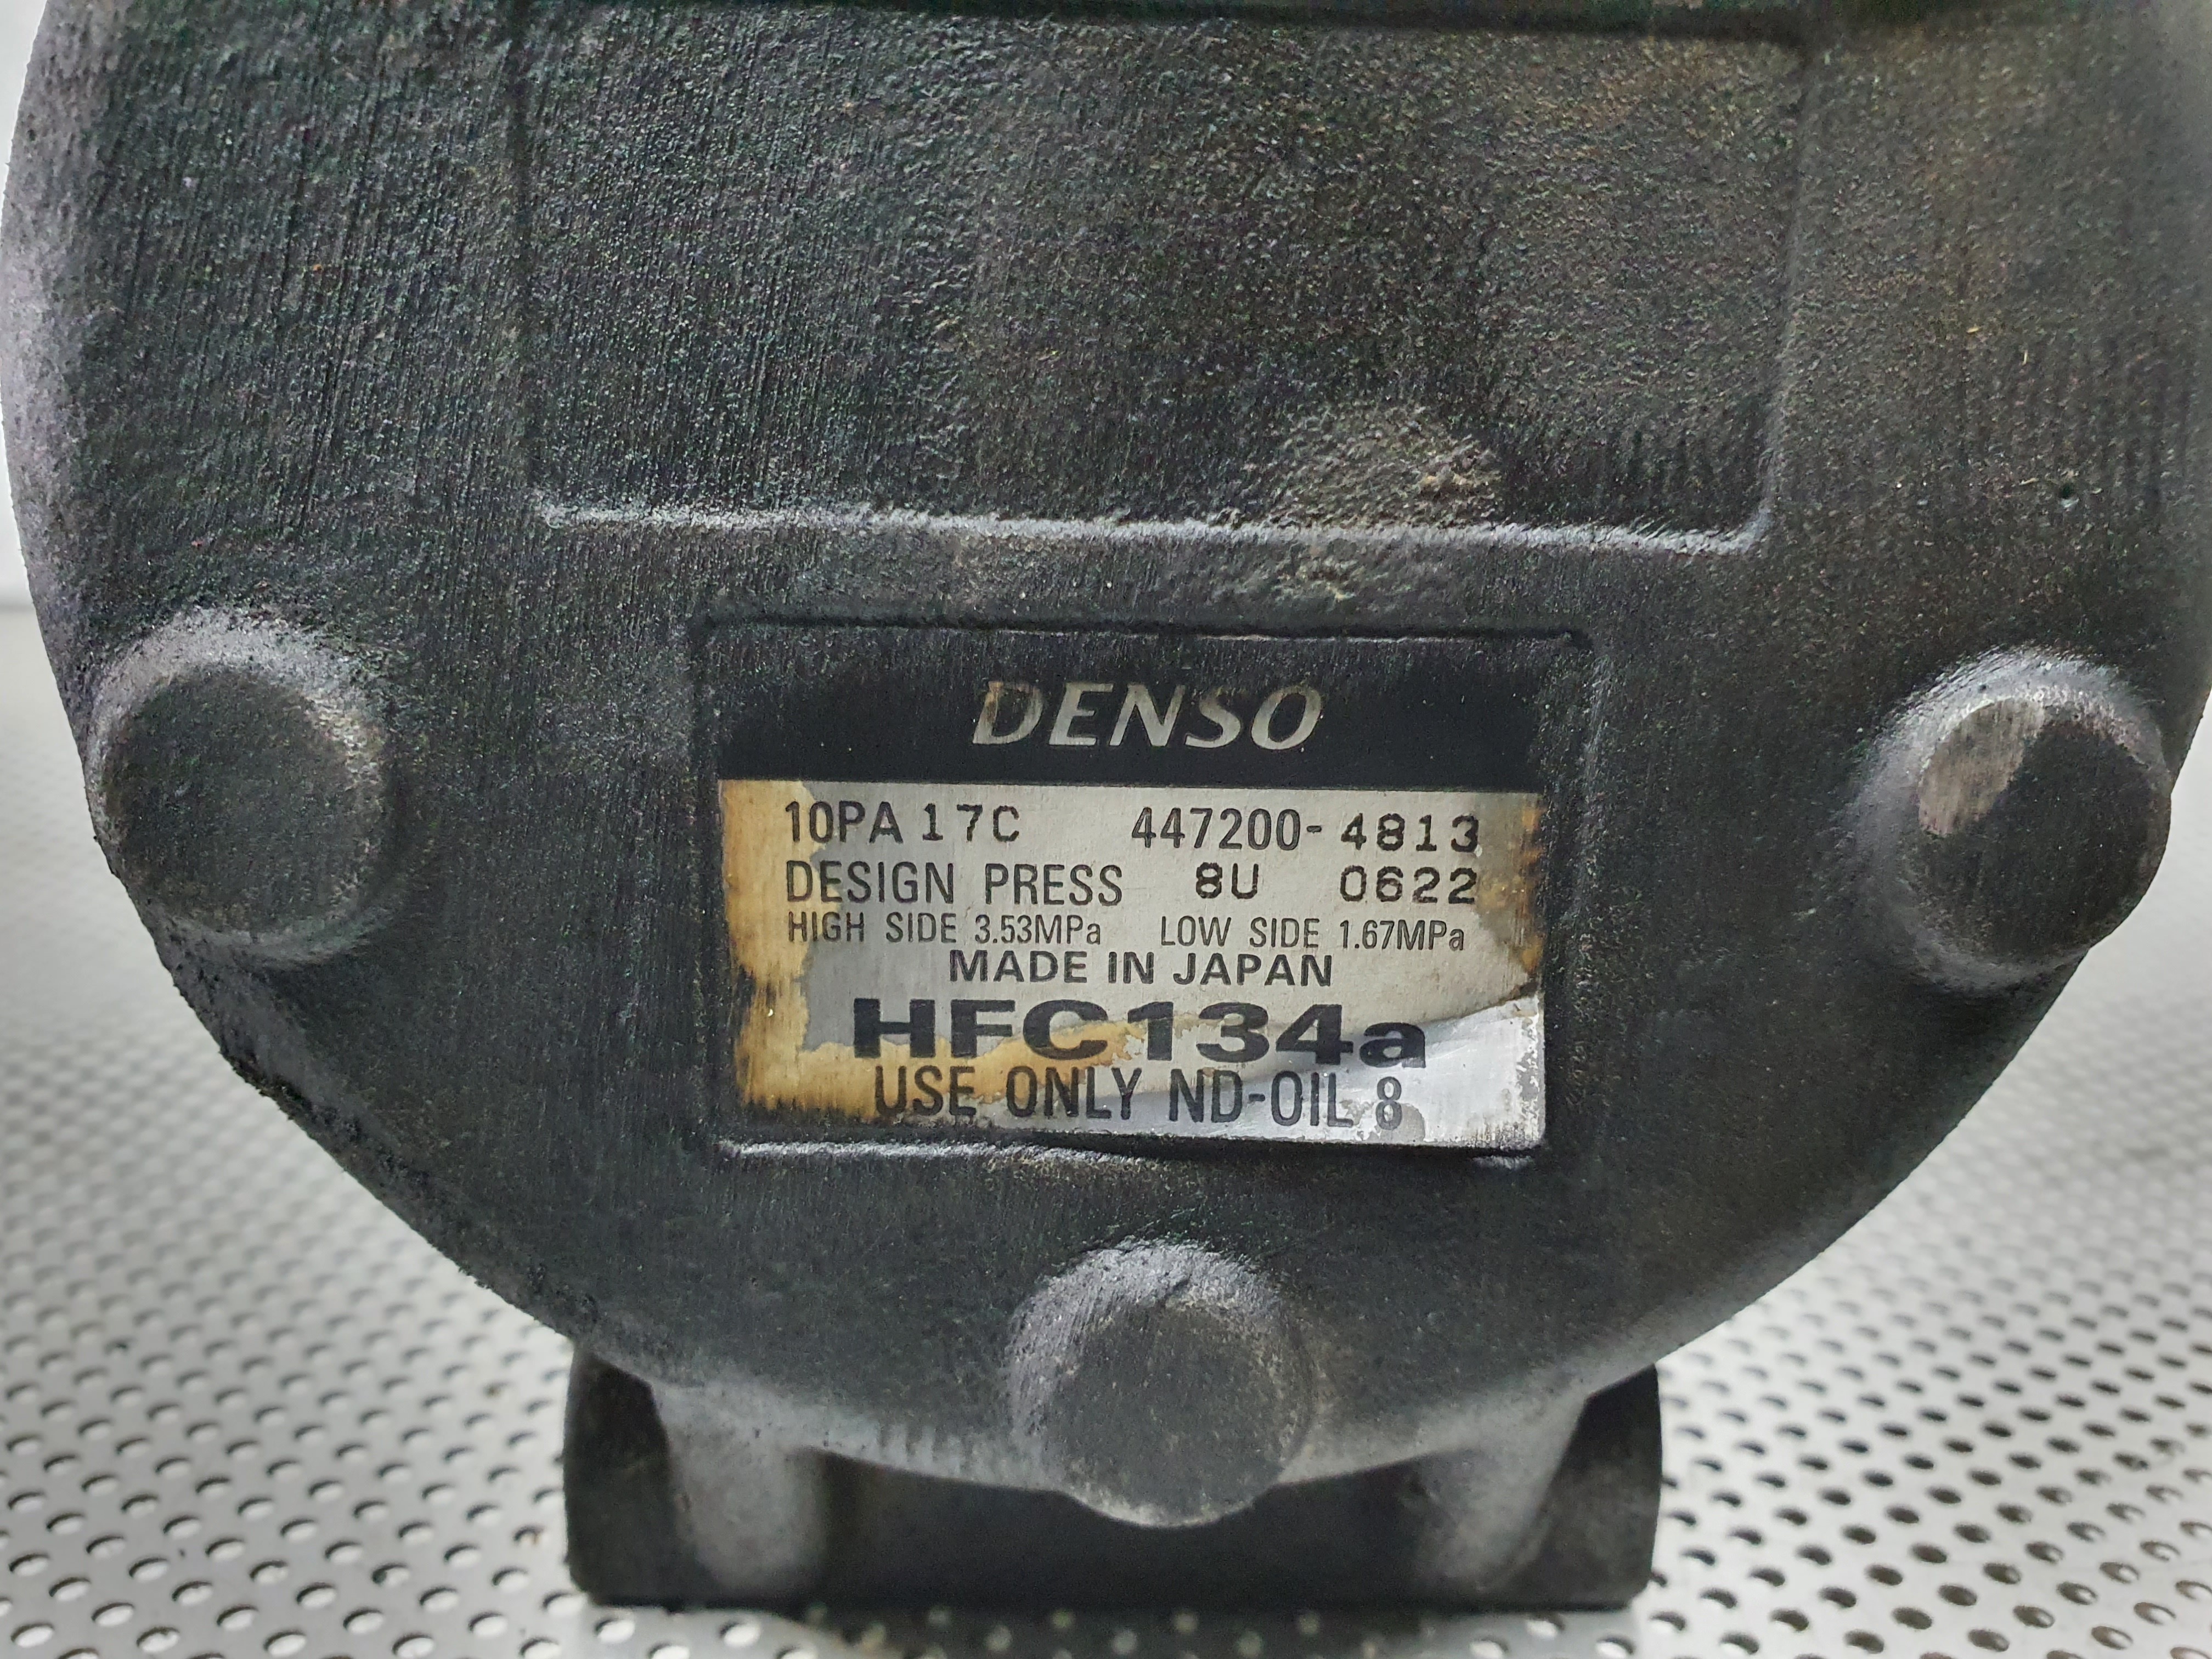 DENSO
10PA 17C 447200-4813
DESIGN PRESS 8U 0622
HIGH SIDE 3.53MPa LOW SIDE 1.67MPa
MADE IN JAPAN
HFC134a
USE ONLY ND-OIL 8